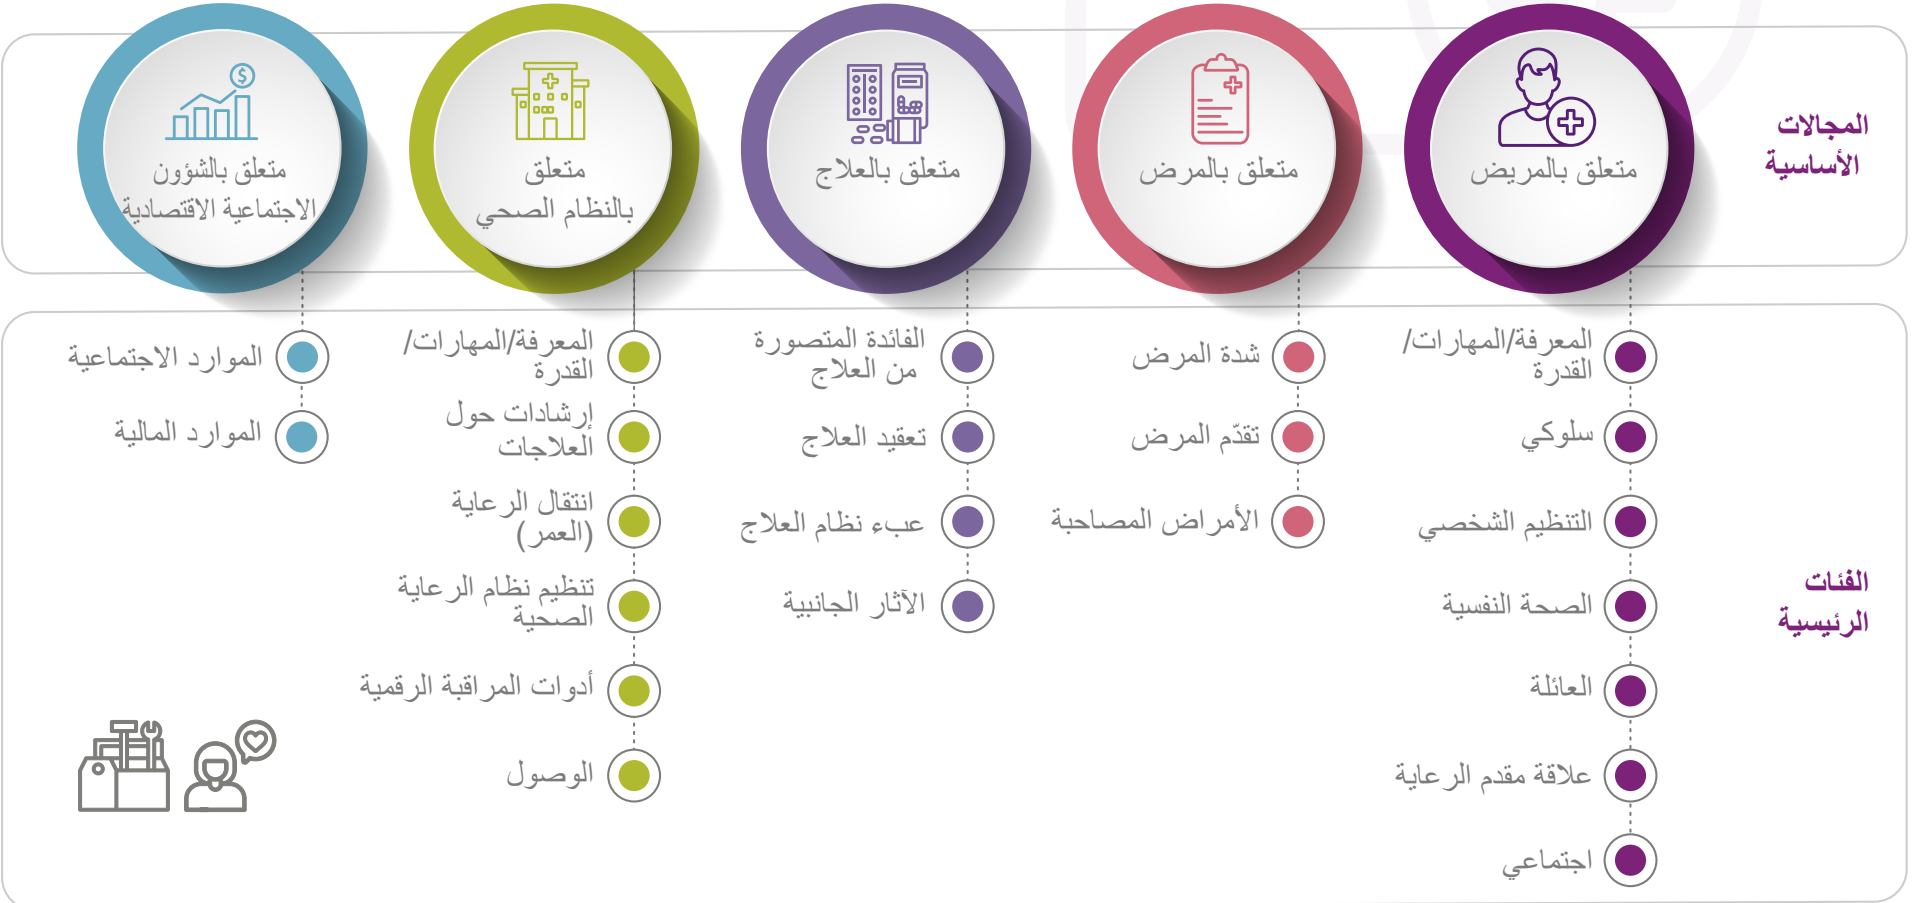 المجالات
الأساسية
متعلق بالمريض
متعلق بالمرض
متعلق بالعلاج
متعلق
بالنظام الصحي
متعلق بالشؤون
الاجتماعية الاقتصادية
الفئات
الرئيسية
المعرفة/المهارات/
القدرة
سلوكي
التنظيم الشخصي
الصحة النفسية
العائلة
علاقة مقدم الرعاية
اجتماعي
شدة المرض
تقدّم المرض
الأمراض المصاحبة
الفائدة المتصورة
من العلاج
تعقيد العلاج
عبء نظام العلاج
الآثار الجانبية
المعرفة/المهارات/
القدرة
إرشادات حول
العلاجات
انتقال الرعاية
(العمر)
تنظيم نظام الرعاية
الصحية
أدوات المراقبة الرقمية
الوصول
الموارد الاجتماعية
الموارد المالية